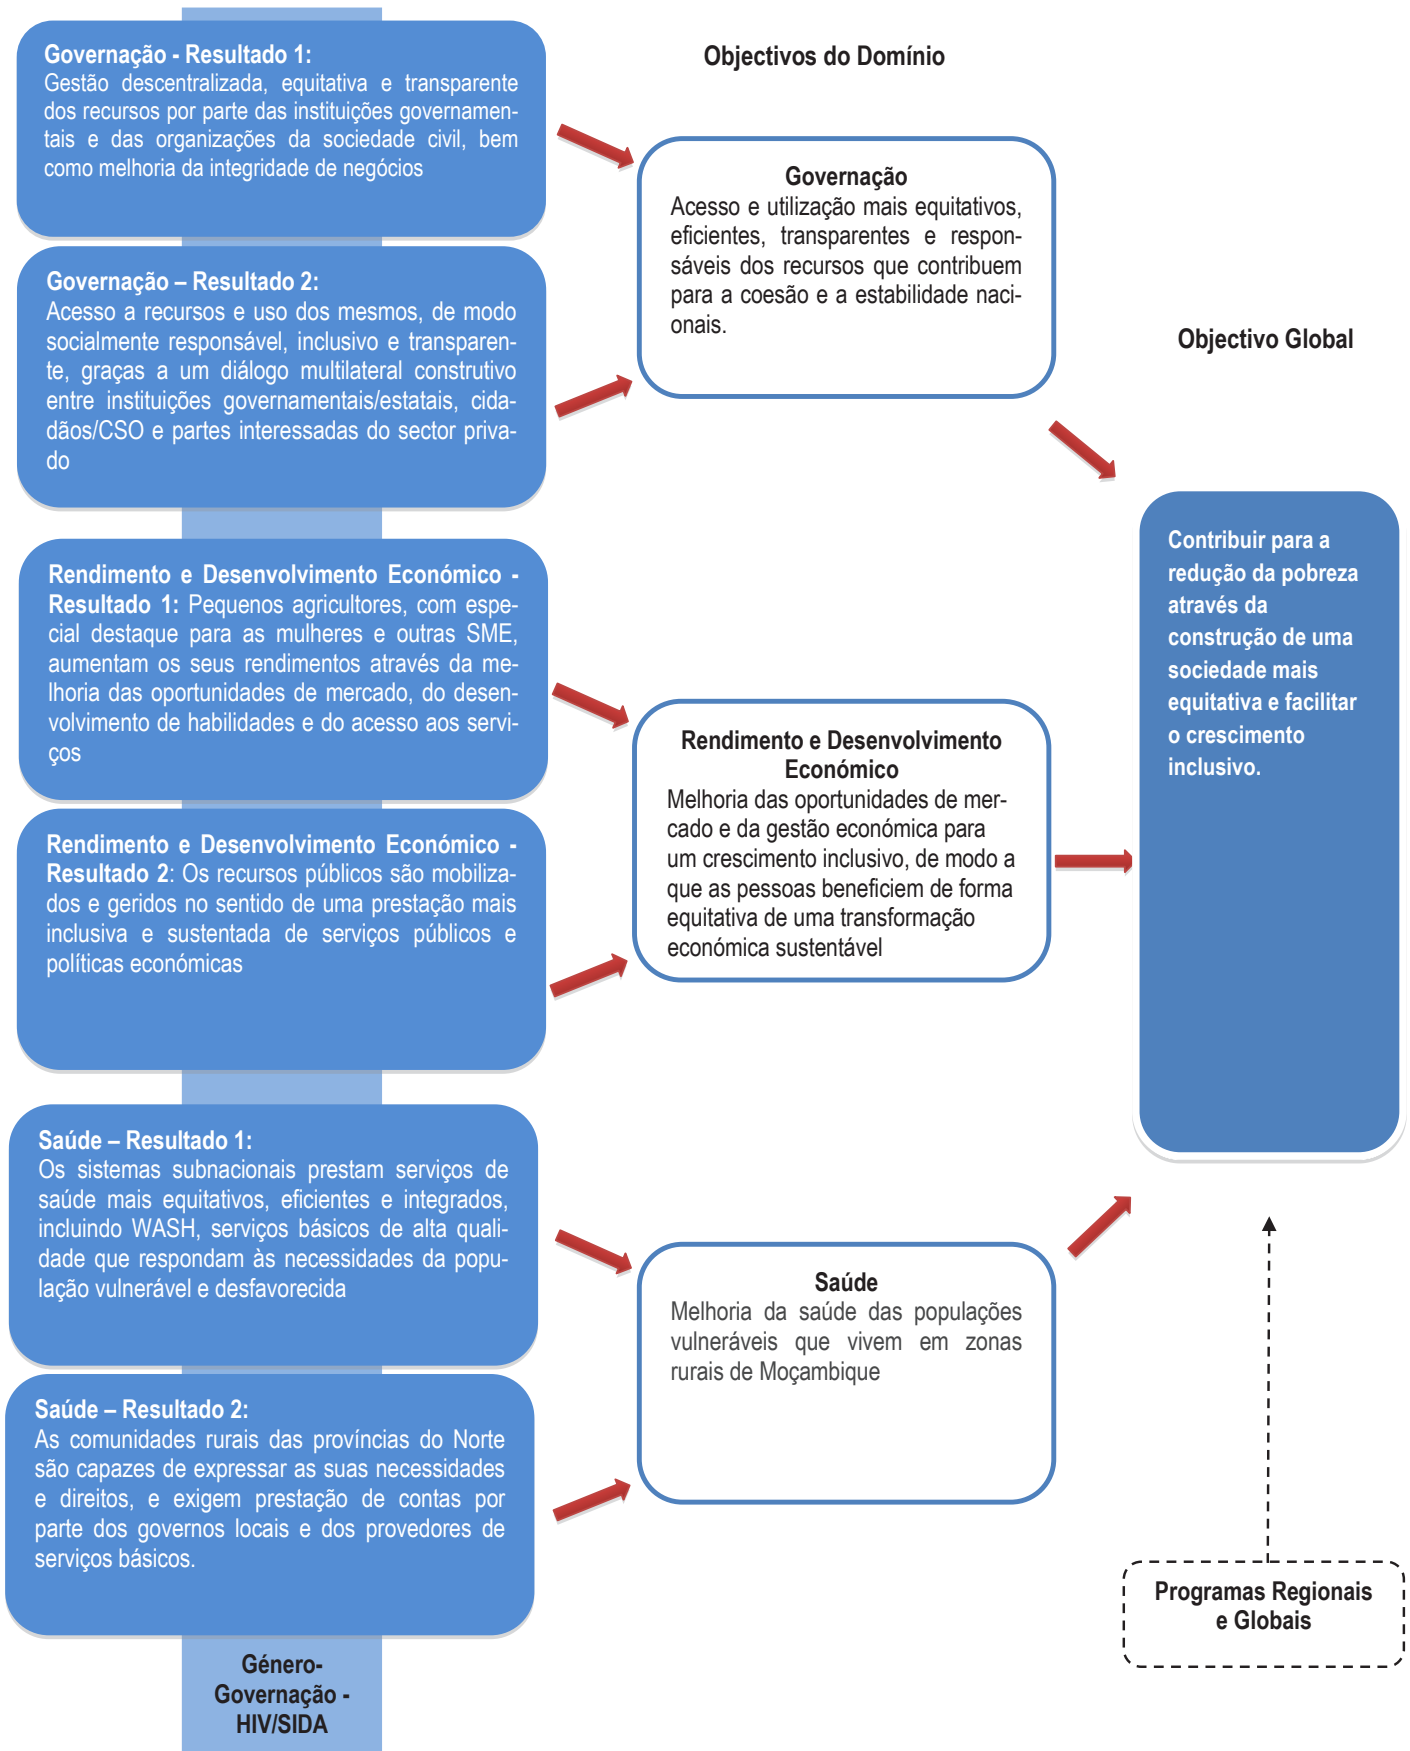 Governação - Resultado 1:
Gestão descentralizada, equitativa e transparente
dos recursos por parte das instituições governamen-
tais e das organizações da sociedade civil, bem
como melhoria da integridade de negócios
Governação – Resultado 2:
Acesso a recursos e uso dos mesmos, de modo
socialmente responsável, inclusivo e transparen-
te, graças a um diálogo multilateral construtivo
entre instituições governamentais/estatais, cida-
dãos/CSO e partes interessadas do sector priva-
do
Rendimento e Desenvolvimento Económico -
Resultado 1: Pequenos agricultores, com espe-
cial destaque para as mulheres e outras SME,
aumentam os seus rendimentos através da me-
lhoria das oportunidades de mercado, do desen-
volvimento de habilidades e do acesso aos servi-
ços
Rendimento e Desenvolvimento Económico -
Resultado 2: Os recursos públicos são mobiliza-
dos e geridos no sentido de uma prestação mais
inclusiva e sustentada de serviços públicos e
políticas económicas
Saúde – Resultado 1:
Os sistemas subnacionais prestam serviços de
saúde mais equitativos, eficientes e integrados,
incluindo WASH, serviços básicos de alta quali-
dade que respondam às necessidades da popu-
lação vulnerável e desfavorecida
Saúde – Resultado 2:
As comunidades rurais das províncias do Norte
são capazes de expressar as suas necessidades
e direitos, e exigem prestação de contas por
parte dos governos locais e dos provedores de
serviços básicos.
Género-
Governação -
HIV/SIDA
Objectivos do Domínio
Governação
Acesso e utilização mais equitativos,
eficientes, transparentes e respon-
sáveis dos recursos que contribuem
para a coesão e a estabilidade naci-
onais.
Rendimento e Desenvolvimento
Económico
Melhoria das oportunidades de mer-
cado e da gestão económica para
um crescimento inclusivo, de modo a
que as pessoas beneficiem de forma
equitativa de uma transformação
económica sustentável
Saúde
Melhoria da saúde das populações
vulneráveis que vivem em zonas
rurais de Moçambique
Objectivo Global
Contribuir para a
redução da pobreza
através da
construção de uma
sociedade mais
equitativa e facilitar
o crescimento
inclusivo.
Programas Regionais
e Globais